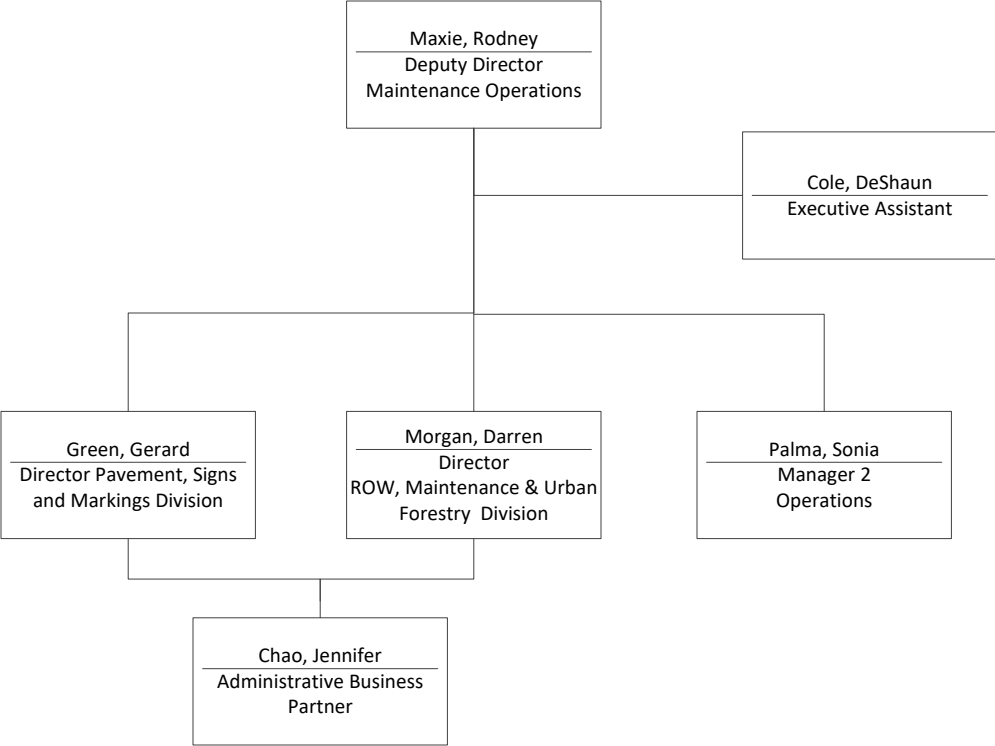 Maxie, Rodney
Deputy Director
Maintenance Operations
Cole, DeShaun
Executive Assistant
Green, Gerard
Director Pavement, Signs
and Markings Division
Morgan, Darren
Director
ROW, Maintenance & Urban
Forestry  Division
Palma, Sonia
Manager 2
Operations
Chao, Jennifer
Administrative Business
Partner